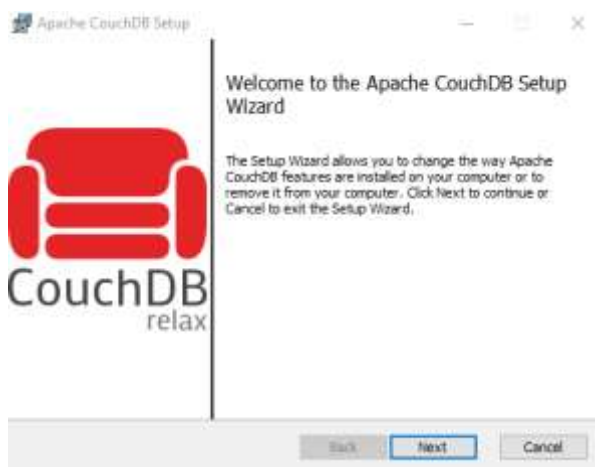 Apache CouchDB Setup
Welcome to the Apache CouchDB Setup
Wizard
The Setup Wizard allows you to change the way Apache
CouchDB features are installed on your computer or to
remove it from your computer. Click Next to continue or
Cancel to exit the Setup Wizard.
CouchDB
relax
Back Next Cancel